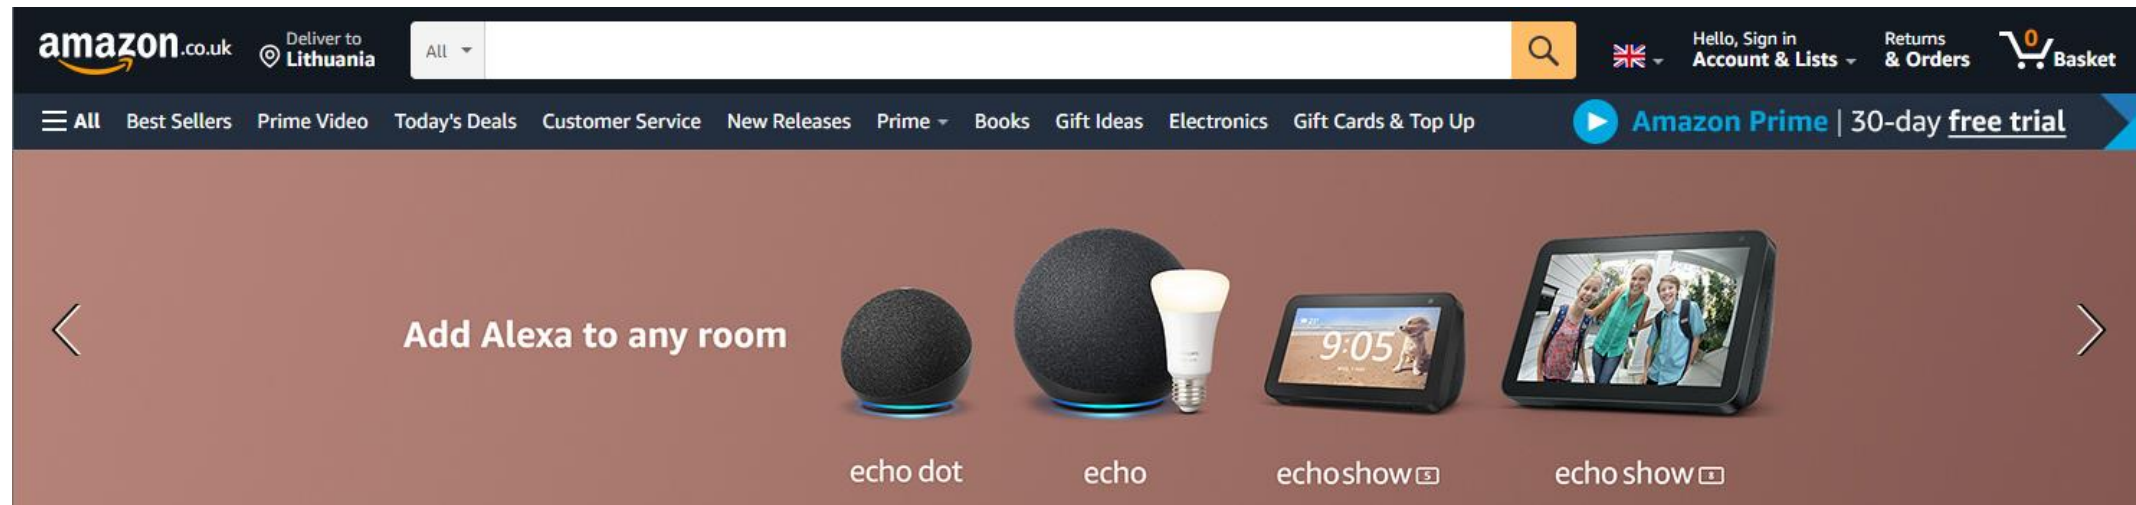 amazon.co.uk
Deliver to
Lithuania
All
Hello, Sign in
Account & Lists
Returns
& Orders
0
Basket
All Best Sellers Prime Video Today's Deals Customer Service New Releases Prime Books Gift Ideas Electronics Gift Cards & Top Up
Amazon Prime | 30-day free trial
Add Alexa to any room
9:05
echo dot
echo
echo show 5
echo show 8